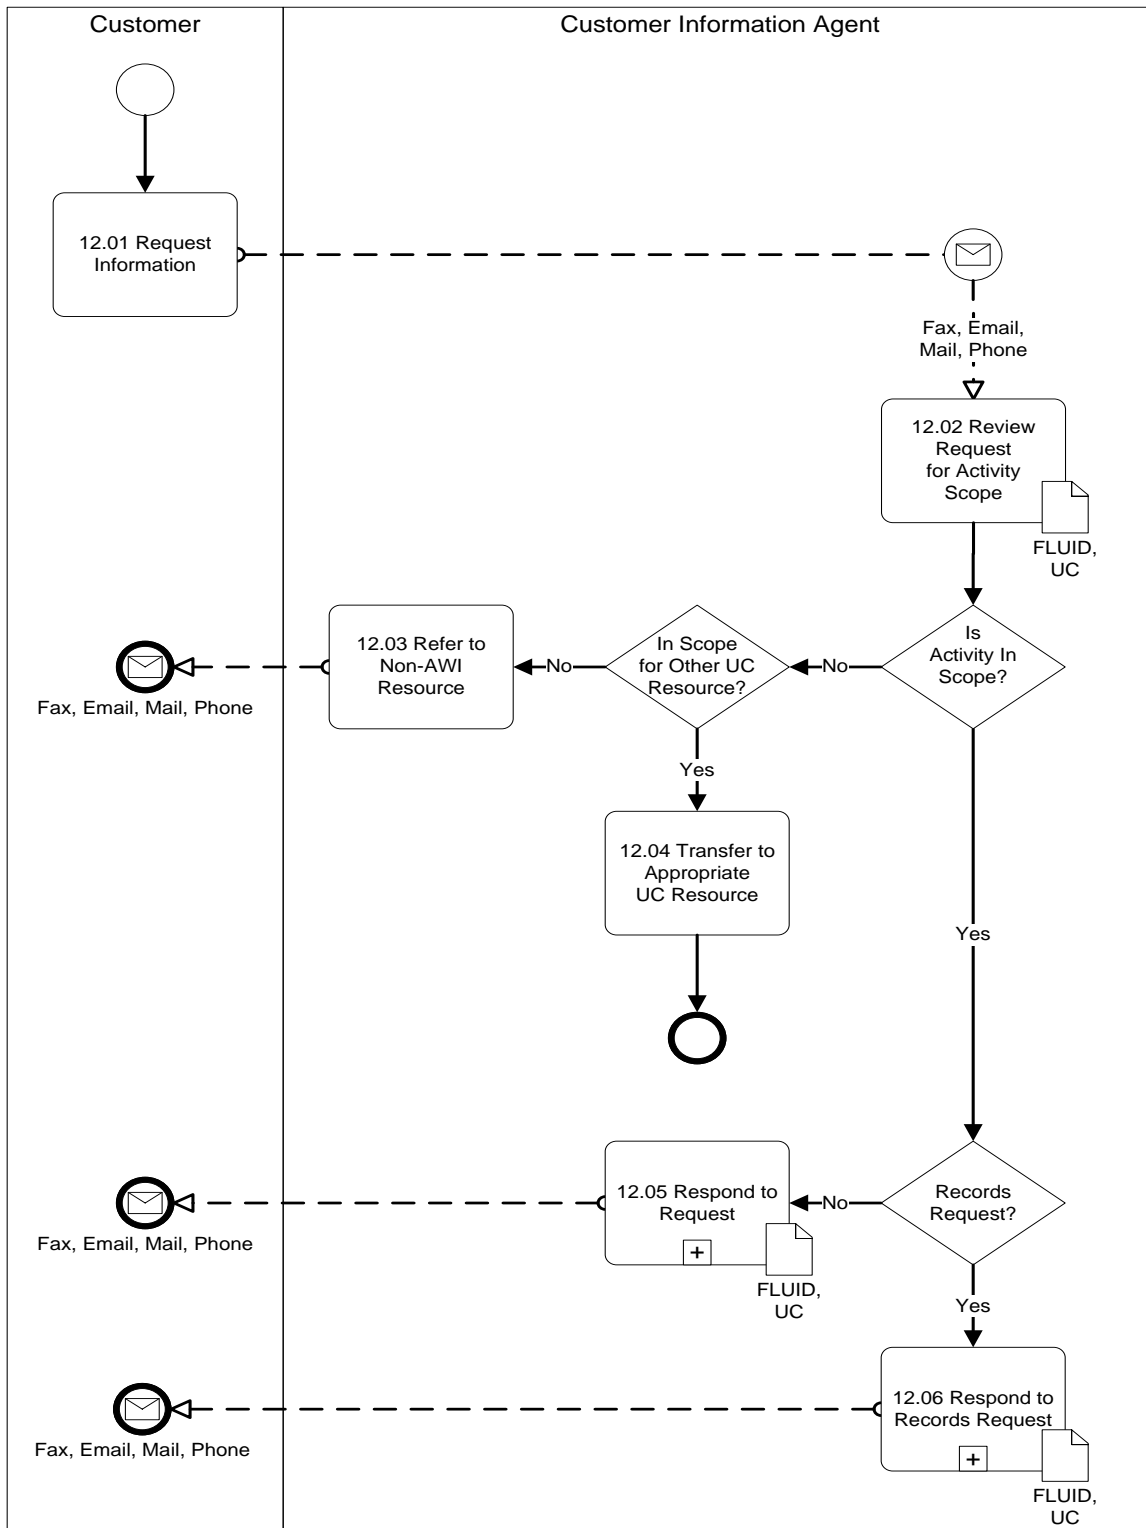 Customer
Customer Information Agent
12.01 Request
Information
Fax, Email,
Mail, Phone
12.02 Review
Request
for Activity
Scope
FLUID,
UC
Is
Activity In
Scope?
No
In Scope
for Other UC
Resource?
No
12.03 Refer to
Non-AWI
Resource
Fax, Email, Mail, Phone
Yes
12.04 Transfer to
Appropriate
UC Resource
Yes
Records
Request?
No
12.05 Respond to
Request
FLUID,
UC
Fax, Email, Mail, Phone
Yes
12.06 Respond to
Records Request
FLUID,
UC
Fax, Email, Mail, Phone